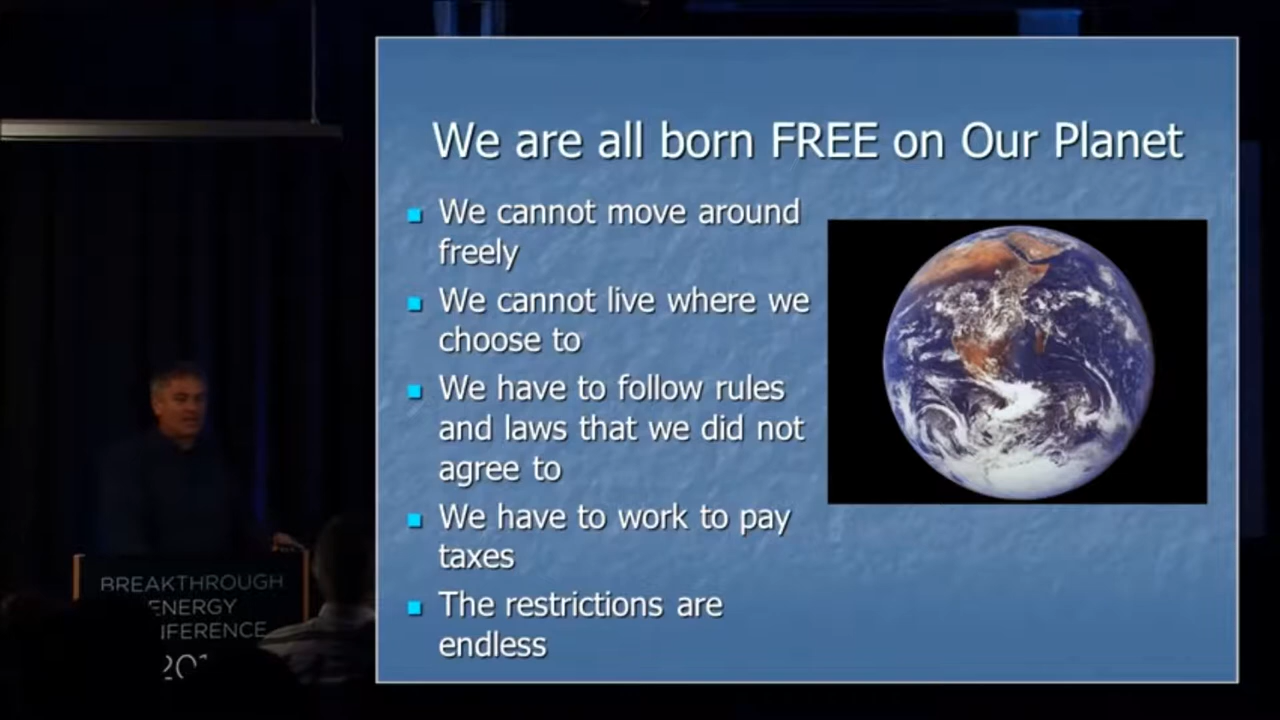 We are all born FREE on Our Planet
We cannot move around
freely
We cannot live where we
choose to
We have to follow rules
and laws that we did not
agree to
We have to work to pay
taxes
The restrictions are
endless
BREAKTHROUGH
ENERGY